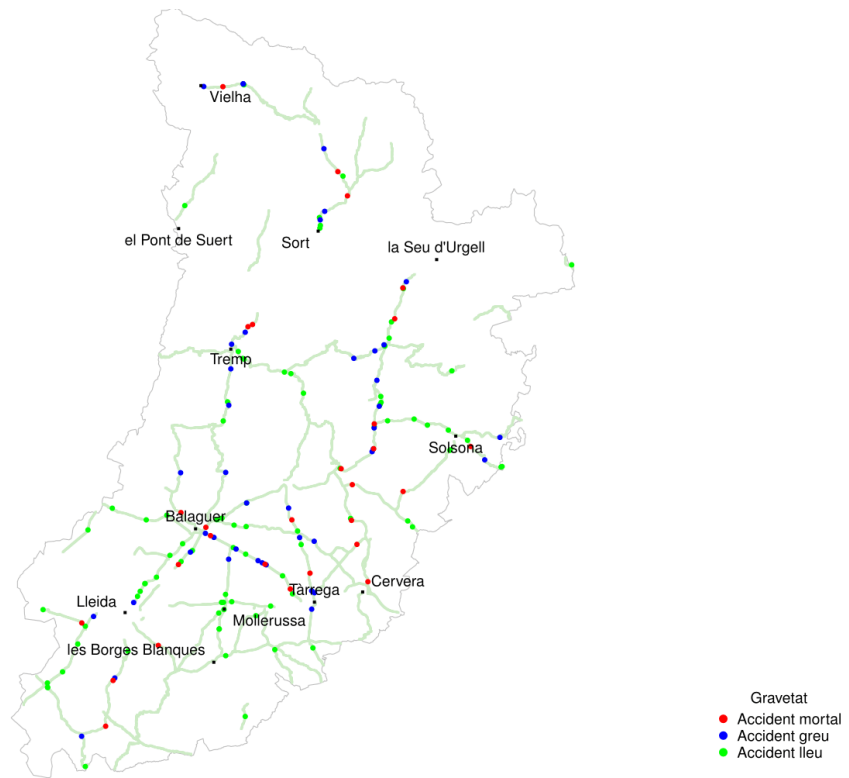 Vielha
el Pont de Suert
Sort
la Seu d'Urgell
Tremp
Solsona
Balaguer
Tàrrega
Cervera
Lleida
Mollerussa
les Borges Blanques
Gravetat
Accident mortal
Accident greu
Accident lleu